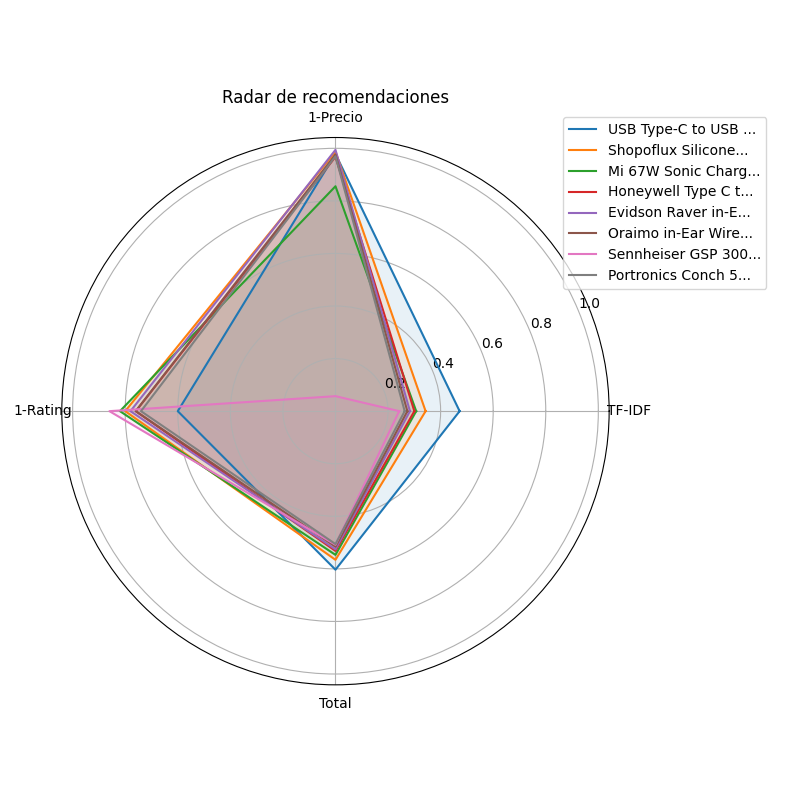 Radar de recomendaciones
1-Precio
USB Type-C to USB ...
Shopoflux Silicone...
Mi 67W Sonic Charg...
Honeywell Type C t...
Evidson Raver in-E...
Oraimo in-Ear Wire...
Sennheiser GSP 300...
Portronics Conch 5...
1.0
0.8
0.6
0.4
0.2
1-Rating
TF-IDF
Total